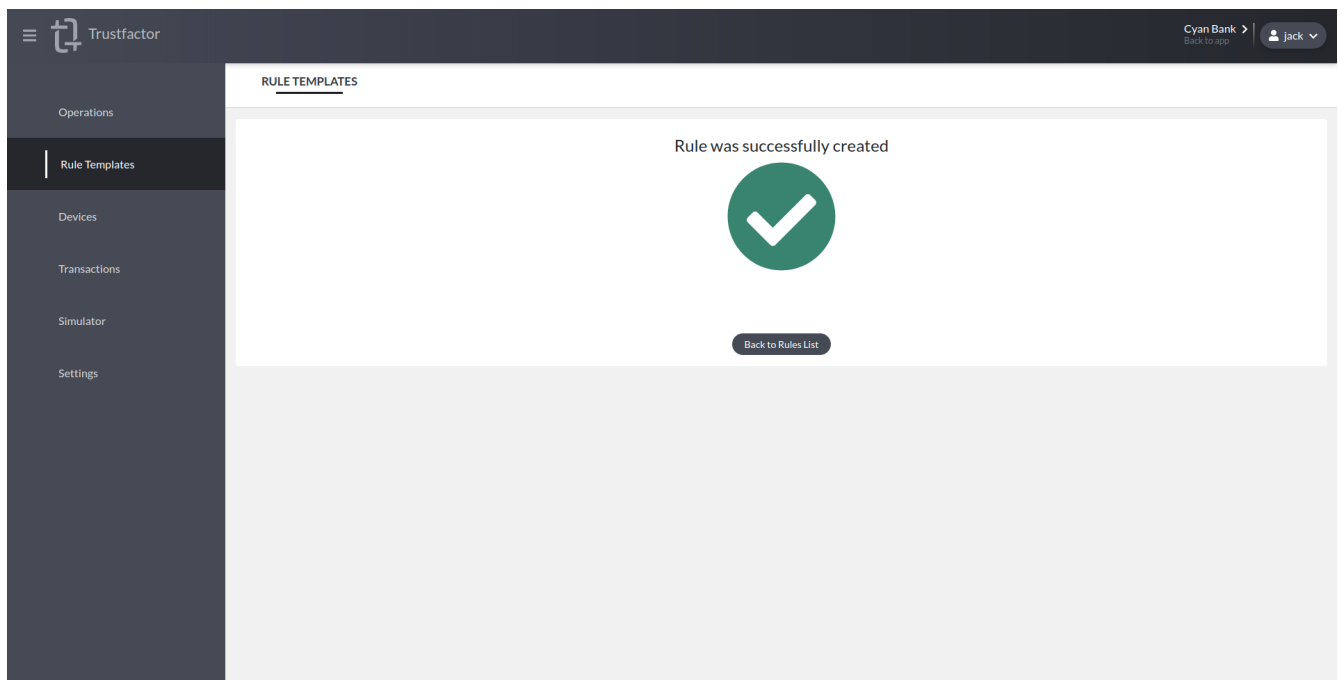 Trustfactor
Cyan Bank
Back to app
jack
Operations
Rule Templates
Devices
Transactions
Simulator
Settings
RULE TEMPLATES
Rule was successfully created
Back to Rules List